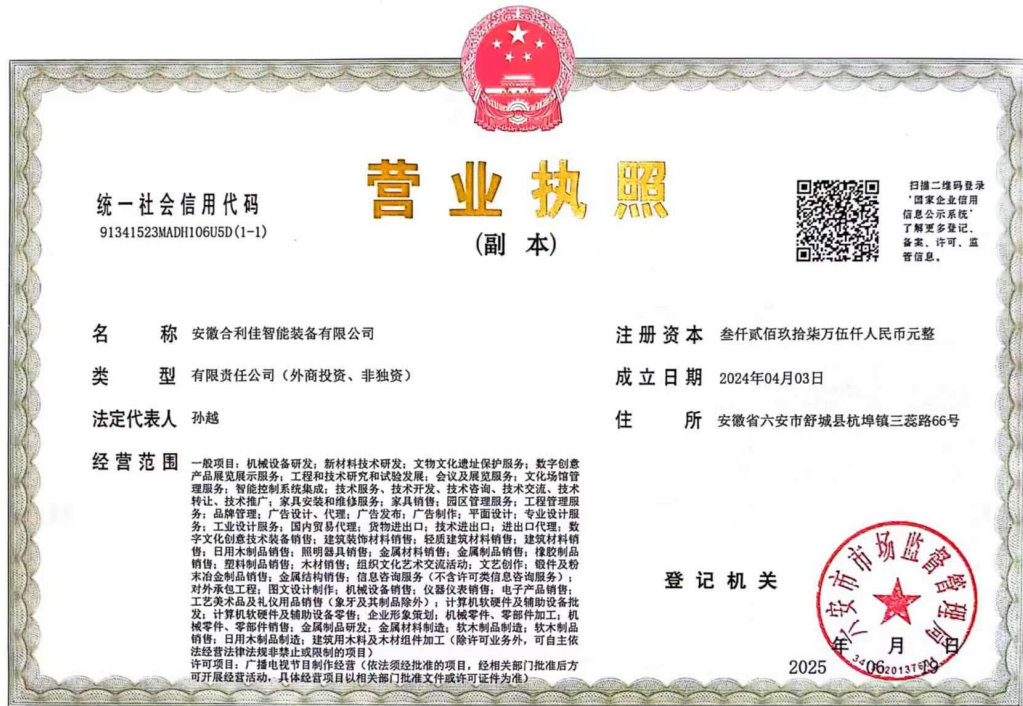 营业执照
(副 本)
统一社会信用代码
91341523MADH106U5D(1-1)
扫描二维码登录
'国家企业信用
信息公示系统'
了解更多登记、
备案、许可、监
管信息。
名 称 安徽合利佳智能装备有限公司
类 型 有限责任公司（外商投资、非独资）
法定代表人 孙越
经营范围 一般项目：机械设备研发；新材料技术研发；文物文化遗址保护服务；数字创意
产品展览展示服务；工程和技术研究和试验发展；会议及展览服务；文化场馆管
理服务；智能控制系统集成；技术服务、技术开发、技术咨询、技术交流、技术
转让、技术推广；家具安装和维修服务；家具销售；园区管理服务；工程管理服
务；品牌管理；广告设计、代理；广告发布；广告制作；平面设计；专业设计服
务；工业设计服务；国内贸易代理；货物进出口；技术进出口；进出口代理；数
字文化创意技术装备销售；建筑装饰材料销售；轻质建筑材料销售；建筑材料销
售；日用木制品销售；照明器具销售；金属材料销售；金属制品销售；橡胶制品
销售；塑料制品销售；木材销售；组织文化艺术交流活动；文艺创作；锻件及粉
末冶金制品销售；金属结构销售；信息咨询服务（不含许可类信息咨询服务）；
对外承包工程；图文设计制作；机械设备销售；仪器仪表销售；电子产品销售；
工艺美术品及礼仪用品销售（象牙及其制品除外）；计算机软硬件及辅助设备批
发；计算机软硬件及辅助设备零售；企业形象策划；机械零件、零部件加工；机
械零件、零部件销售；金属制品研发；金属材料制造；软木制品制造；软木制品
销售；日用木制品制造；建筑用木料及木材组件加工（除许可业务外，可自主依
法经营法律法规非禁止或限制的项目）
许可项目：广播电视节目制作经营（依法须经批准的项目，经相关部门批准后方
可开展经营活动，具体经营项目以相关部门批准文件或许可证件为准）
注册资本 叁仟贰佰玖拾柒万伍仟人民币元整
成立日期 2024年04月03日
住 所 安徽省六安市舒城县杭埠镇三蕊路66号
登记机关
六安市市场监督管理局
年 月 日
2025 06 19